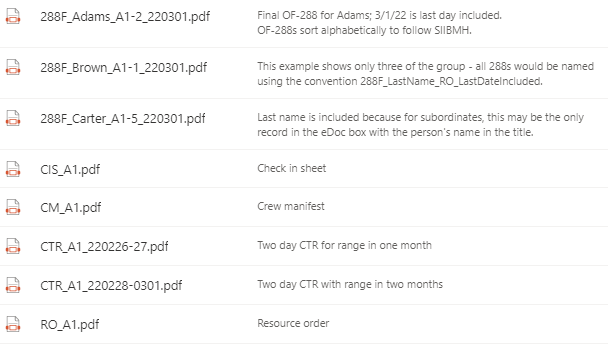 288F_Adams_A1-2_220301.pdf
Final OF-288 for Adams; 3/1/22 is last day included.
OF-288s sort alphabetically to follow SIIBMH.
288F_Brown_A1-1_220301.pdf
This example shows only three of the group - all 288s would be named
using the convention 288F_LastName_RO_LastDateIncluded.
288F_Carter_A1-5_220301.pdf
Last name is included because for subordinates, this may be the only
record in the eDoc box with the person's name in the title.
CIS_A1.pdf
Check in sheet
CM_A1.pdf
Crew manifest
CTR_A1_220226-27.pdf
Two day CTR for range in one month
CTR_A1_220228-0301.pdf
Two day CTR with range in two months
RO_A1.pdf
Resource order